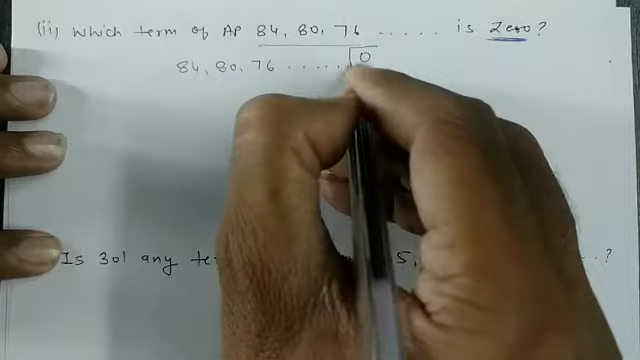 (ii) Which term of AP 84, 80, 76 ..... is Zero?
84, 80, 76 ...... 0
Is 301 any 5, ..?